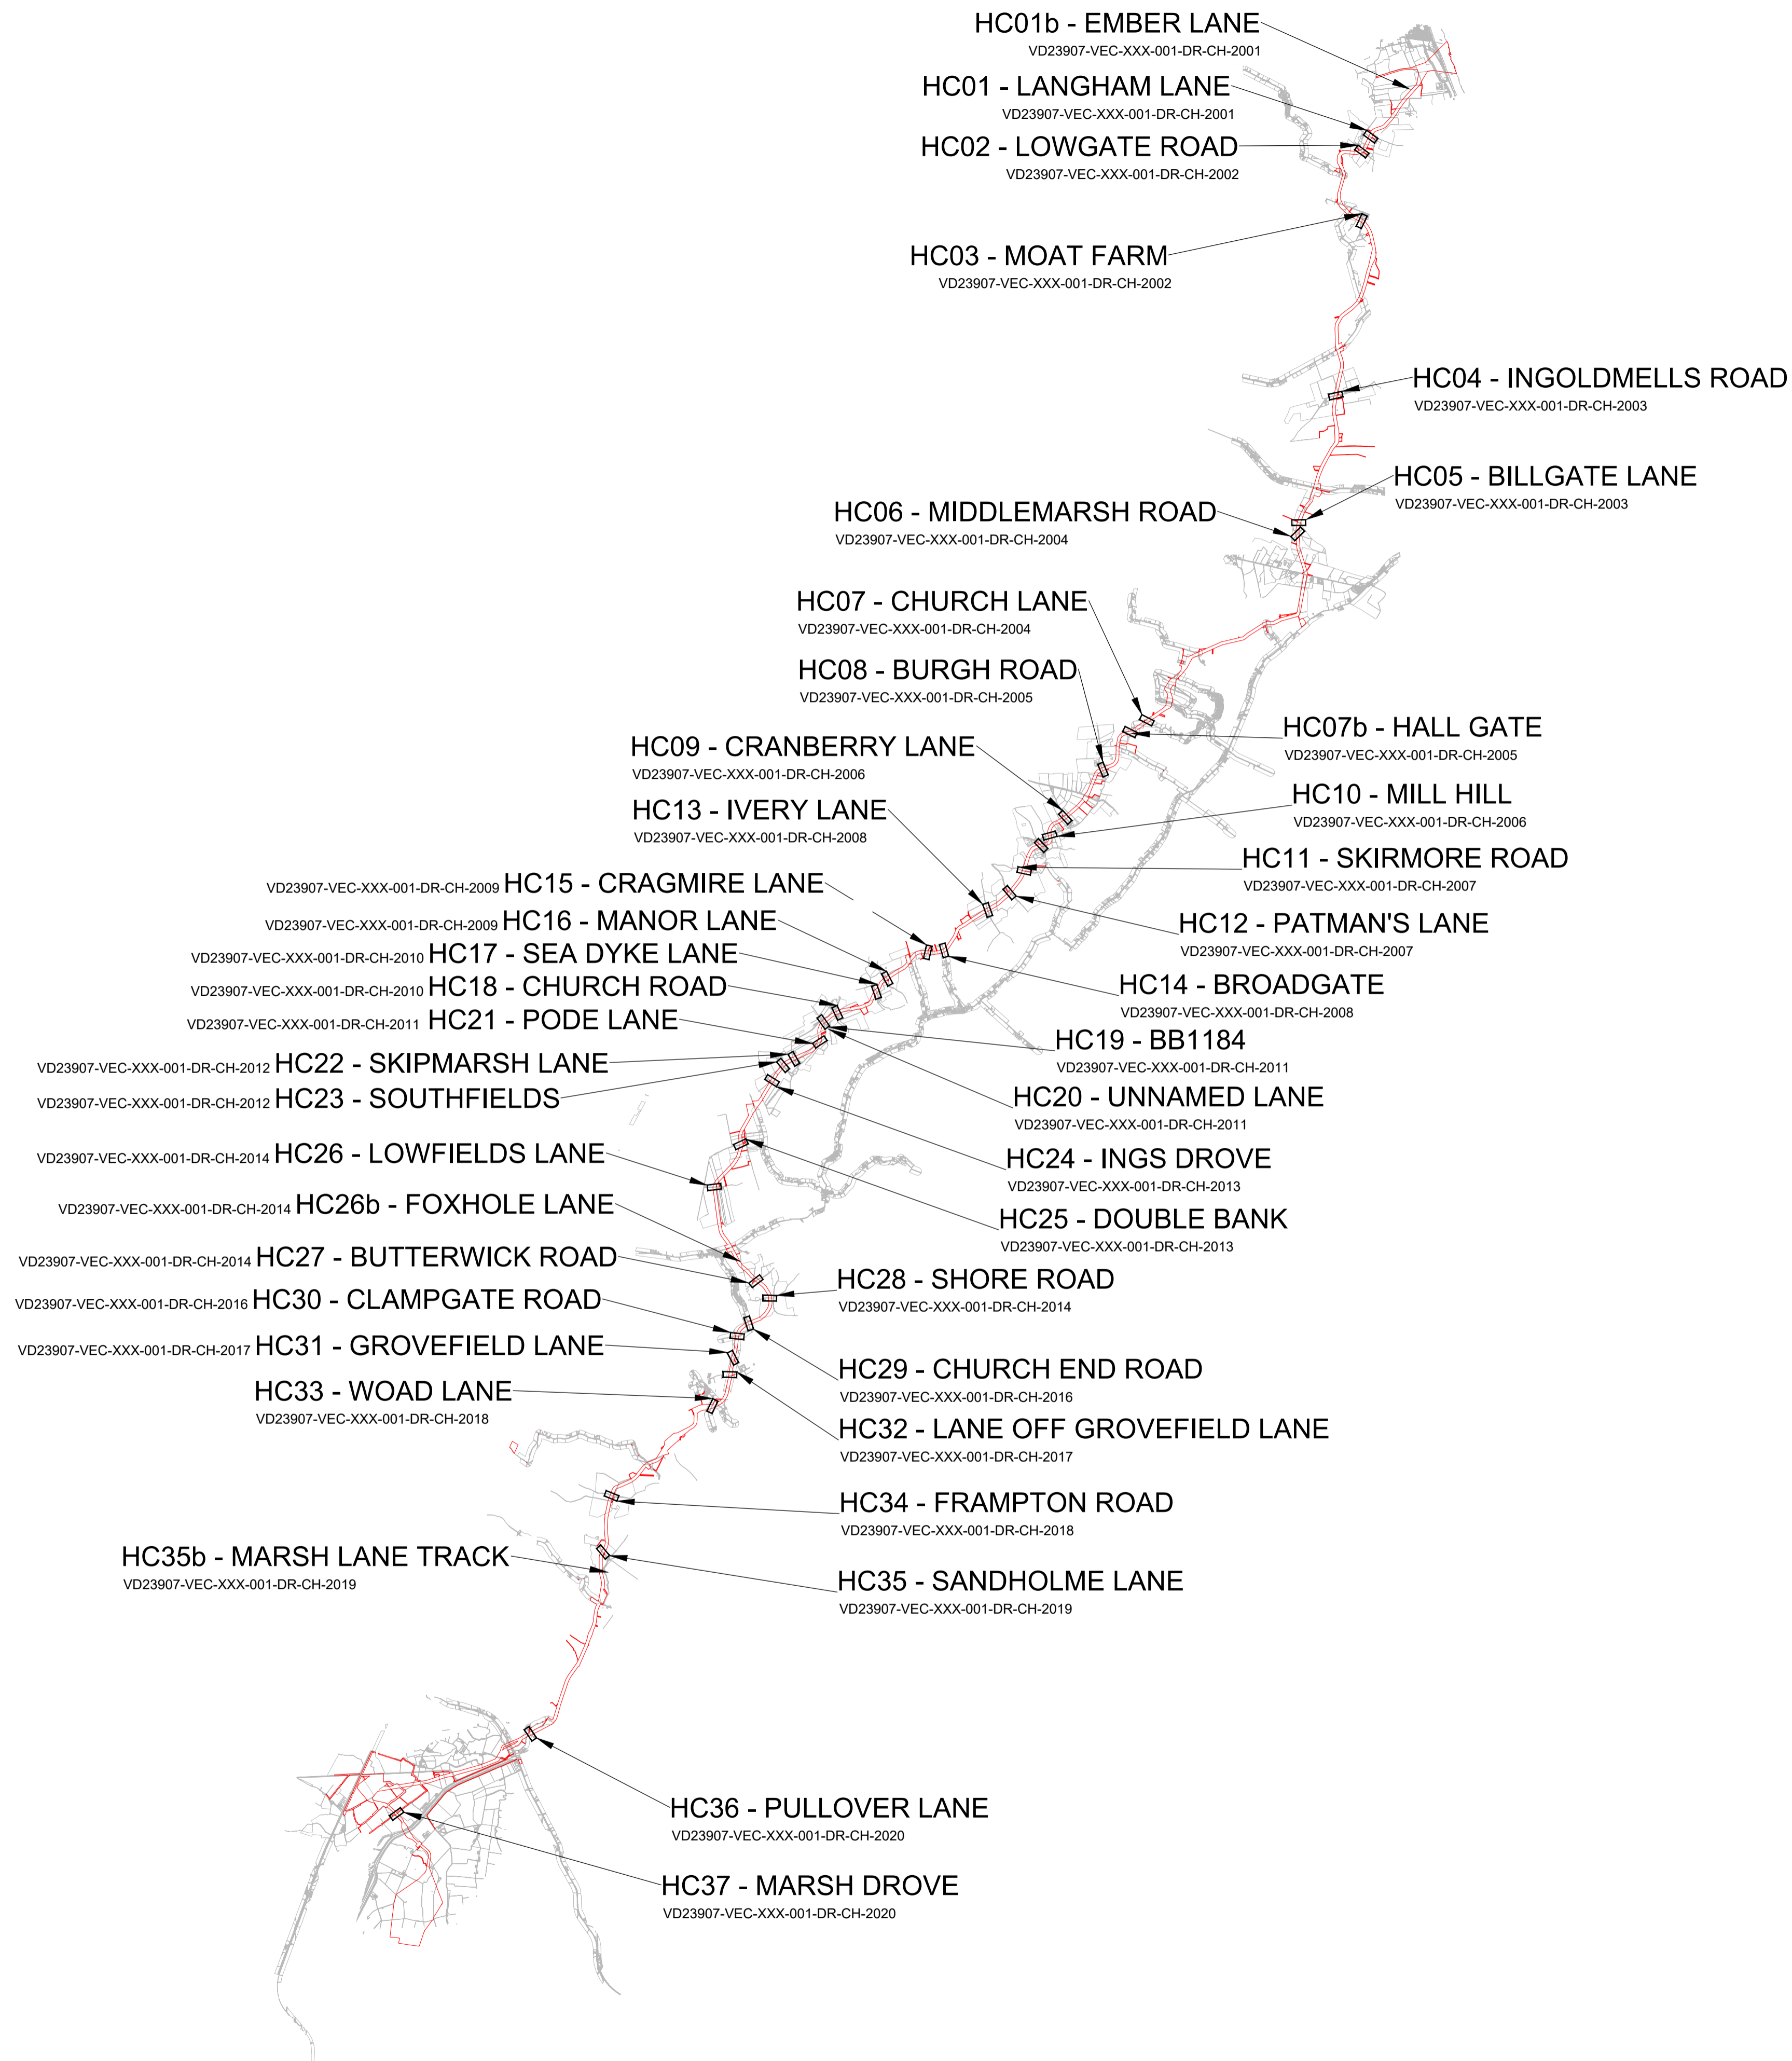 HC01b - EMBER LANE
VD23907-VEC-XXX-001-DR-CH-2001
HC01 - LANGHAM LANE
VD23907-VEC-XXX-001-DR-CH-2001
HC02 - LOWGATE ROAD
VD23907-VEC-XXX-001-DR-CH-2002
HC03 - MOAT FARM
VD23907-VEC-XXX-001-DR-CH-2002
HC04 - INGOLDMELLS ROAD
VD23907-VEC-XXX-001-DR-CH-2003
HC05 - BILLGATE LANE
VD23907-VEC-XXX-001-DR-CH-2003
HC06 - MIDDLEMARSH ROAD
VD23907-VEC-XXX-001-DR-CH-2004
HC07 - CHURCH LANE
VD23907-VEC-XXX-001-DR-CH-2004
HC08 - BURGH ROAD
VD23907-VEC-XXX-001-DR-CH-2005
HC07b - HALL GATE
VD23907-VEC-XXX-001-DR-CH-2005
HC09 - CRANBERRY LANE
VD23907-VEC-XXX-001-DR-CH-2006
HC10 - MILL HILL
VD23907-VEC-XXX-001-DR-CH-2006
HC13 - IVERY LANE
VD23907-VEC-XXX-001-DR-CH-2008
HC11 - SKIRMORE ROAD
VD23907-VEC-XXX-001-DR-CH-2007
VD23907-VEC-XXX-001-DR-CH-2009 HC15 - CRAGMIRE LANE
VD23907-VEC-XXX-001-DR-CH-2009 HC16 - MANOR LANE
HC12 - PATMAN'S LANE
VD23907-VEC-XXX-001-DR-CH-2007
VD23907-VEC-XXX-001-DR-CH-2010 HC17 - SEA DYKE LANE
VD23907-VEC-XXX-001-DR-CH-2010 HC18 - CHURCH ROAD
HC14 - BROADGATE
VD23907-VEC-XXX-001-DR-CH-2008
VD23907-VEC-XXX-001-DR-CH-2011 HC21 - PODE LANE
HC19 - BB1184
VD23907-VEC-XXX-001-DR-CH-2011
VD23907-VEC-XXX-001-DR-CH-2012 HC22 - SKIPMARSH LANE
VD23907-VEC-XXX-001-DR-CH-2012 HC23 - SOUTHFIELDS
HC20 - UNNAMED LANE
VD23907-VEC-XXX-001-DR-CH-2011
VD23907-VEC-XXX-001-DR-CH-2014 HC26 - LOWFIELDS LANE
HC24 - INGS DROVE
VD23907-VEC-XXX-001-DR-CH-2013
VD23907-VEC-XXX-001-DR-CH-2014 HC26b - FOXHOLE LANE
HC25 - DOUBLE BANK
VD23907-VEC-XXX-001-DR-CH-2013
VD23907-VEC-XXX-001-DR-CH-2014 HC27 - BUTTERWICK ROAD
HC28 - SHORE ROAD
VD23907-VEC-XXX-001-DR-CH-2014
VD23907-VEC-XXX-001-DR-CH-2016 HC30 - CLAMPGATE ROAD
VD23907-VEC-XXX-001-DR-CH-2017 HC31 - GROVEFIELD LANE
HC29 - CHURCH END ROAD
VD23907-VEC-XXX-001-DR-CH-2016
HC33 - WOAD LANE
VD23907-VEC-XXX-001-DR-CH-2018
HC32 - LANE OFF GROVEFIELD LANE
VD23907-VEC-XXX-001-DR-CH-2017
HC34 - FRAMPTON ROAD
VD23907-VEC-XXX-001-DR-CH-2018
HC35b - MARSH LANE TRACK
VD23907-VEC-XXX-001-DR-CH-2019
HC35 - SANDHOLME LANE
VD23907-VEC-XXX-001-DR-CH-2019
HC36 - PULLOVER LANE
VD23907-VEC-XXX-001-DR-CH-2020
HC37 - MARSH DROVE
VD23907-VEC-XXX-001-DR-CH-2020